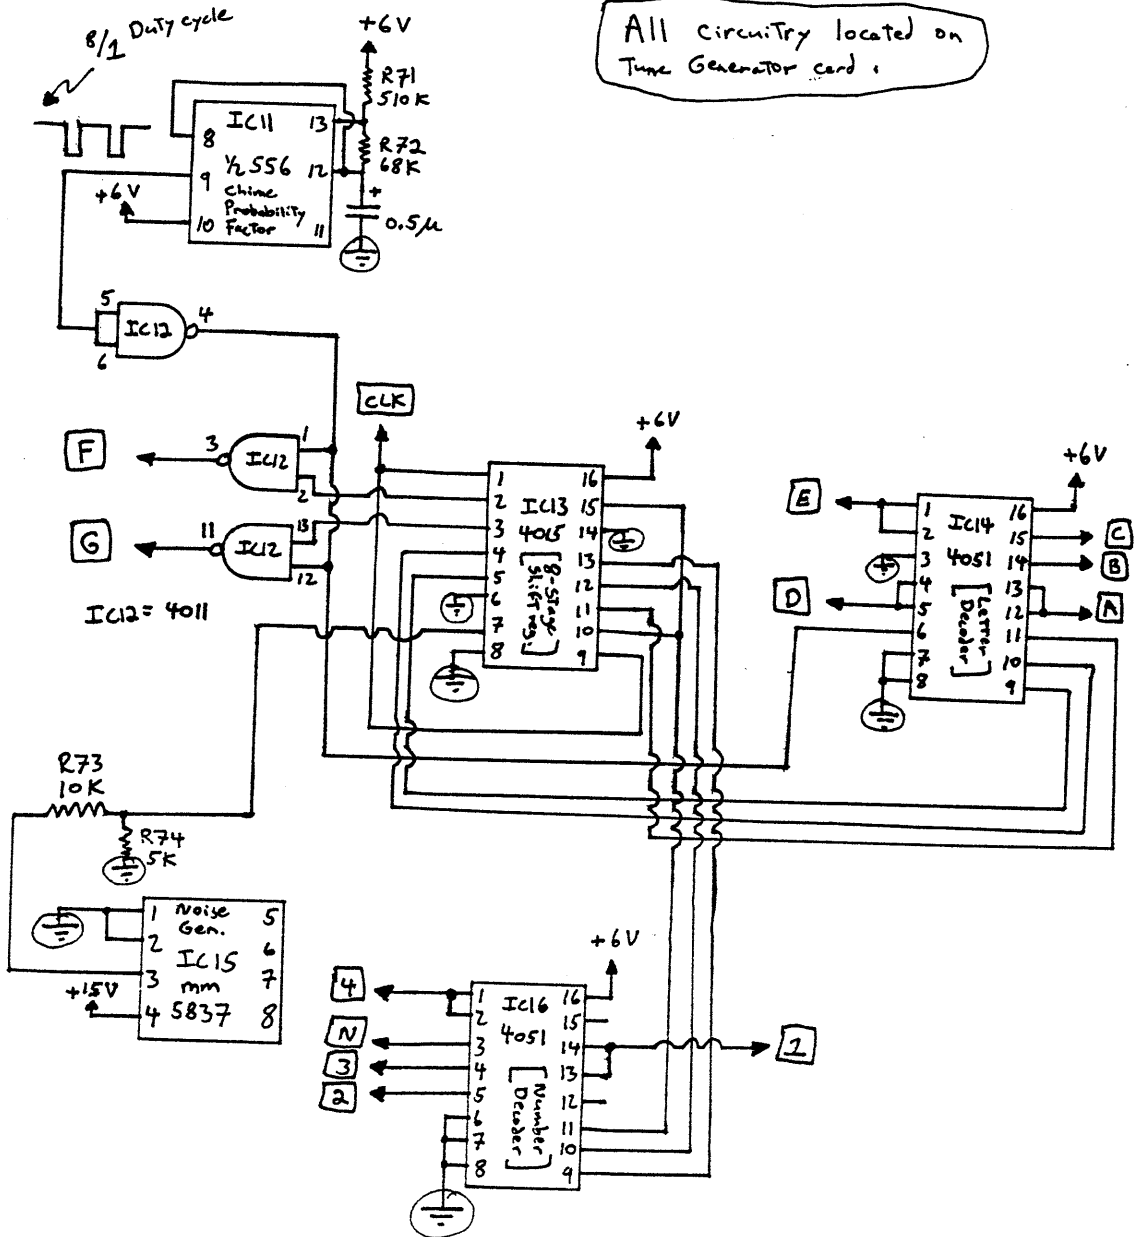 8/1 Duty cycle
+6V
All circuitry located on
Tune Generator card.
R71
510K
IC11
13
8
R72
68K
1/2 556
12
9
Chime
Probability
Factor
+6V
10
11
+
0.5μ
5
IC12
4
6
CLK
+6V
F
3
IC12
1
2
G
11
IC12
13
12
IC12 = 4011
1
2
3
4
5
6
7
8
IC13
4015
[8-Stage
Shift reg.]
16
15
14
13
12
11
10
9
+6V
E
D
1
2
3
4
5
6
7
8
IC14
4051
[Letter
Decoder]
16
15
14
13
12
11
10
9
C
B
A
R73
10K
R74
5K
1
2
3
4
Noise
Gen.
IC15
mm
5837
5
6
7
8
+15V
+6V
4
N
3
2
1
2
3
4
5
6
7
8
IC16
4051
[Number
Decoder]
16
15
14
13
12
11
10
9
1